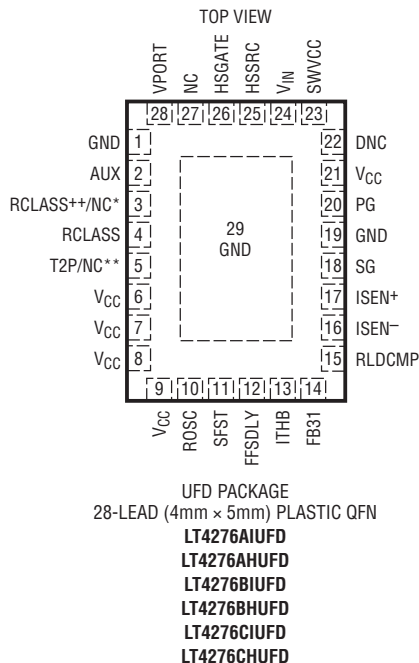 TOP VIEW
VPORT
NC
HSGATE
HSSRC
VIN
SWVCC
28 27 26 25 24 23
GND 1
AUX 2
RCLASS++/NC* 3
RCLASS 4
T2P/NC** 5
VCC 6
VCC 7
VCC 8
22 DNC
21 VCC
20 PG
19 GND
18 SG
17 ISEN+
16 ISEN–
15 RLDCMP
29
GND
9 10 11 12 13 14
VCC
ROSC
SFST
FFSDLY
ITHB
FB31
UFD PACKAGE
28-LEAD (4mm × 5mm) PLASTIC QFN
LT4276AIUFD
LT4276AHUFD
LT4276BIUFD
LT4276BHUFD
LT4276CIUFD
LT4276CHUFD